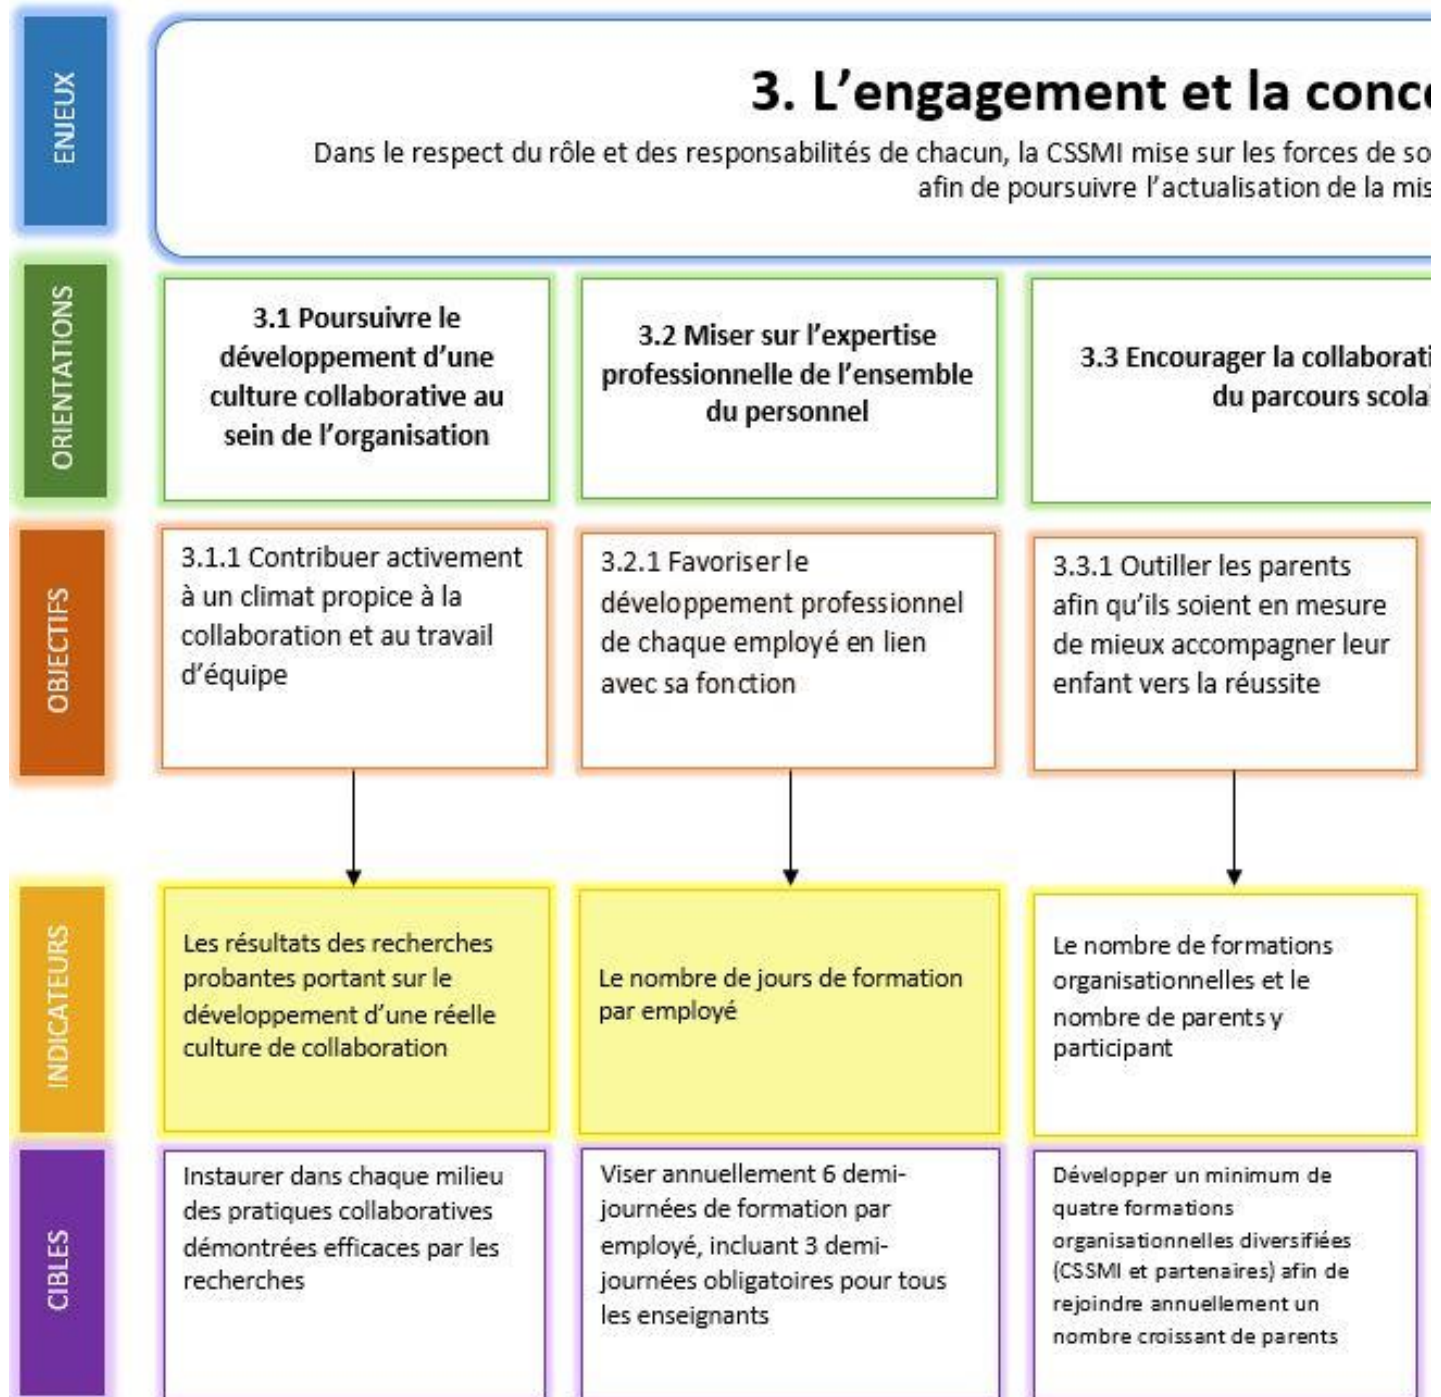 ENJEUX
3. L’engagement et la conc
Dans le respect du rôle et des responsabilités de chacun, la CSSMI mise sur les forces de so
afin de poursuivre l’actualisation de la mis
ORIENTATIONS
3.1 Poursuivre le
développement d’une
culture collaborative au
sein de l’organisation
3.2 Miser sur l’expertise
professionnelle de l’ensemble
du personnel
3.3 Encourager la collaborati
du parcours scola
OBJECTIFS
3.1.1 Contribuer activement
à un climat propice à la
collaboration et au travail
d’équipe
3.2.1 Favoriser le
développement professionnel
de chaque employé en lien
avec sa fonction
3.3.1 Outiller les parents
afin qu’ils soient en mesure
de mieux accompagner leur
enfant vers la réussite
INDICATEURS
Les résultats des recherches
probantes portant sur le
développement d’une réelle
culture de collaboration
Le nombre de jours de formation
par employé
Le nombre de formations
organisationnelles et le
nombre de parents y
participant
CIBLES
Instaurer dans chaque milieu
des pratiques collaboratives
démontrées efficaces par les
recherches
Viser annuellement 6 demi-
journées de formation par
employé, incluant 3 demi-
journées obligatoires pour tous
les enseignants
Développer un minimum de
quatre formations
organisationnelles diversifiées
(CSSMI et partenaires) afin de
rejoindre annuellement un
nombre croissant de parents